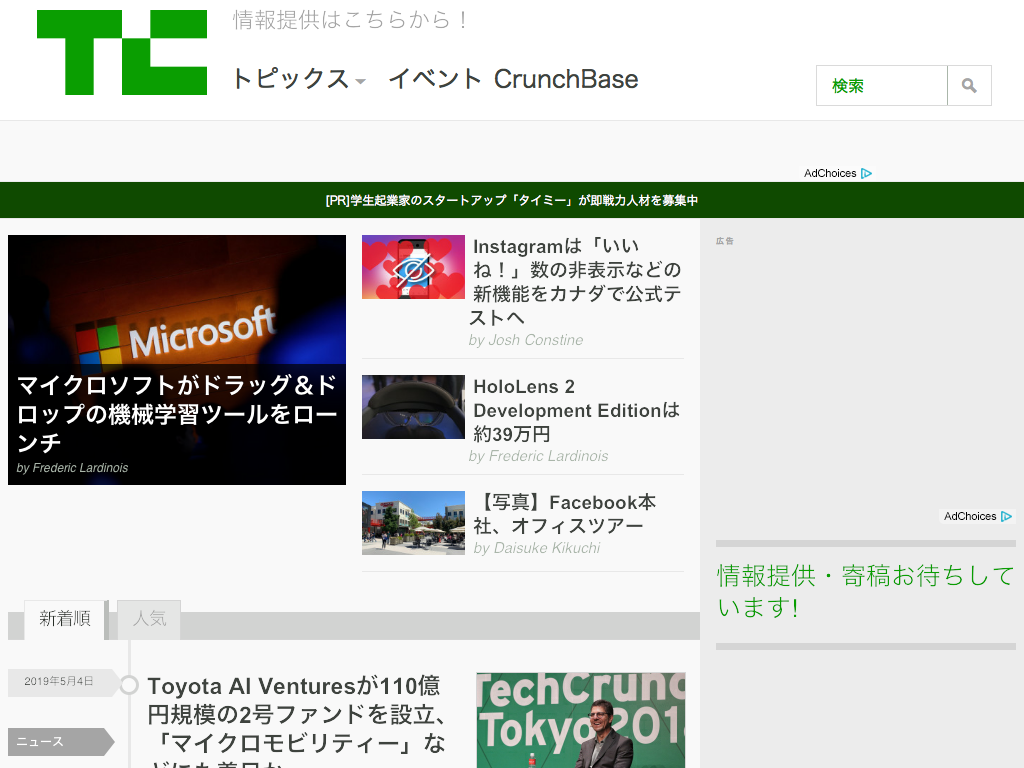 情報提供はこちらから！
トピックス イベント CrunchBase
検索
AdChoices
[PR]学生起業家のスタートアップ「タイミー」が即戦力人材を募集中
Microsoft
マイクロソフトがドラッグ＆ド
ロップの機械学習ツールをロー
ンチ
by Frederic Lardinois
Instagramは「いい
ね！」数の非表示などの
新機能をカナダで公式テ
ストへ
by Josh Constine
HoloLens 2
Development Editionは
約39万円
by Frederic Lardinois
【写真】Facebook本
社、オフィスツアー
by Daisuke Kikuchi
広告
AdChoices
情報提供・寄稿お待ちして
います!
新着順
人気
2019年5月4日
ニュース
Toyota AI Venturesが110億
円規模の2号ファンドを設立、
「マイクロモビリティー」な
どにも着目か
TechCrunc
Tokyo 201